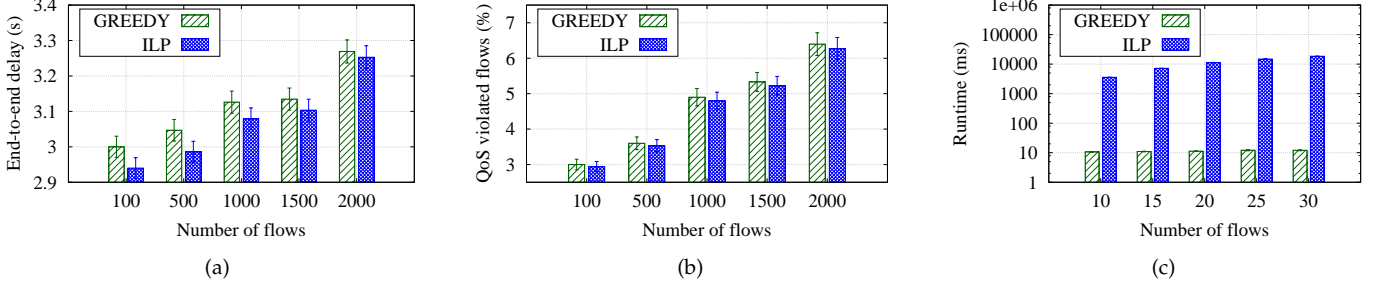 End-to-end delay (s)
3.4
3.3
3.2
3.1
3
2.9
GREEDY
ILP
100 500 1000 1500 2000
Number of flows
(a)
QoS violated flows (%)
7
6
5
4
3
GREEDY
ILP
100 500 1000 1500 2000
Number of flows
(b)
Runtime (ms)
1e+06
100000
10000
1000
100
10
1
GREEDY
ILP
10 15 20 25 30
Number of flows
(c)